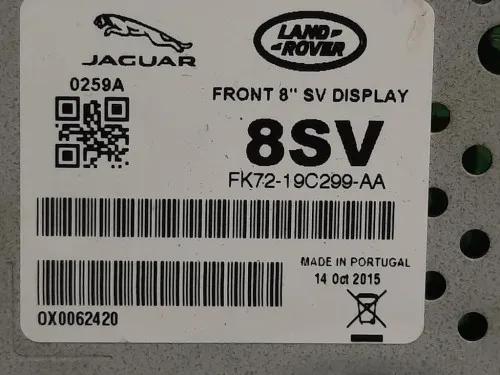 JAGUAR
LAND
ROVER
0259A
FRONT 8" SV DISPLAY
8SV
FK72-19C299-AA
MADE IN PORTUGAL
14 Oct 2015
OX0062420